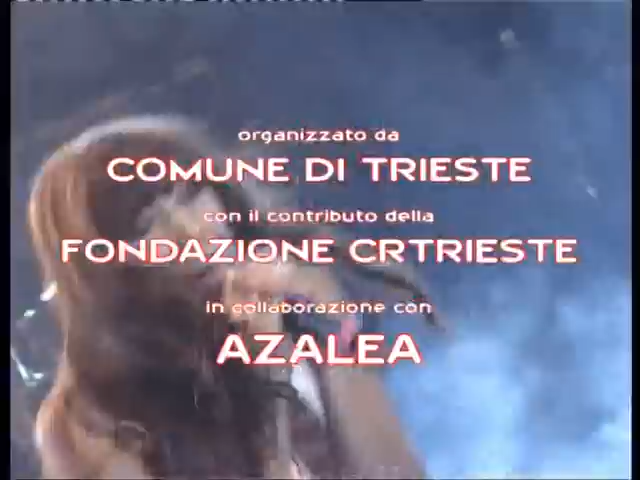 organizzato da
COMUNE DI TRIESTE
con il contributo della
FONDAZIONE CRTRIESTE
in collaborazione con
AZALEA